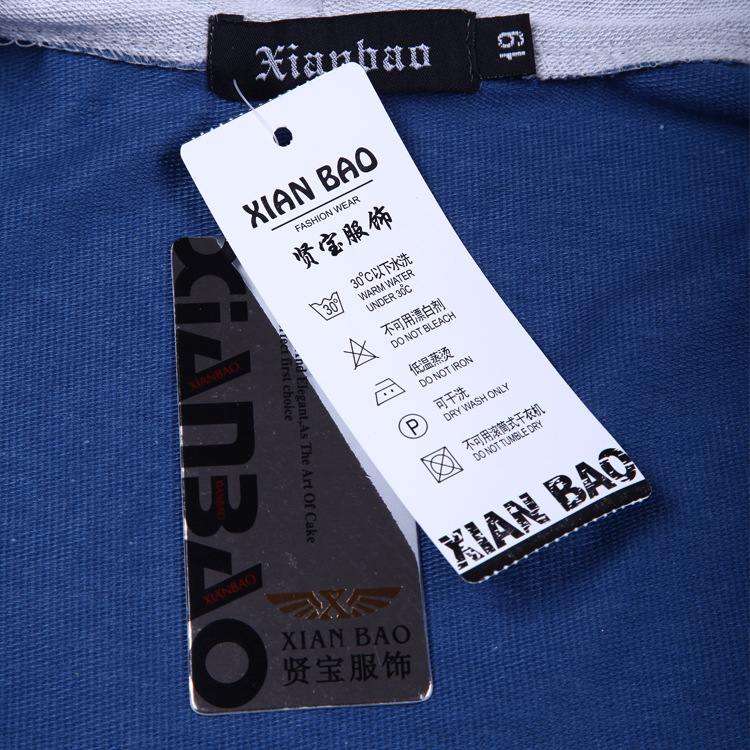 Xianbao
19
XIAN BAO
FASHION WEAR
贤宝服饰
30
30°C以下水洗
WARM WATER
UNDER 30°C
不可用漂白剂
DO NOT BLEACH
低温蒸烫
DO NOT IRON
P
可干洗
DRY WASH ONLY
不可用滚筒式干衣机
DO NOT TUMBLE DRY
XIAN BAO
XiANBAO
XIANBAO
XIANBAO
XIANBAO
And Elegant,As The Art Of Cake
first choice
XIAN BAO
贤宝服饰